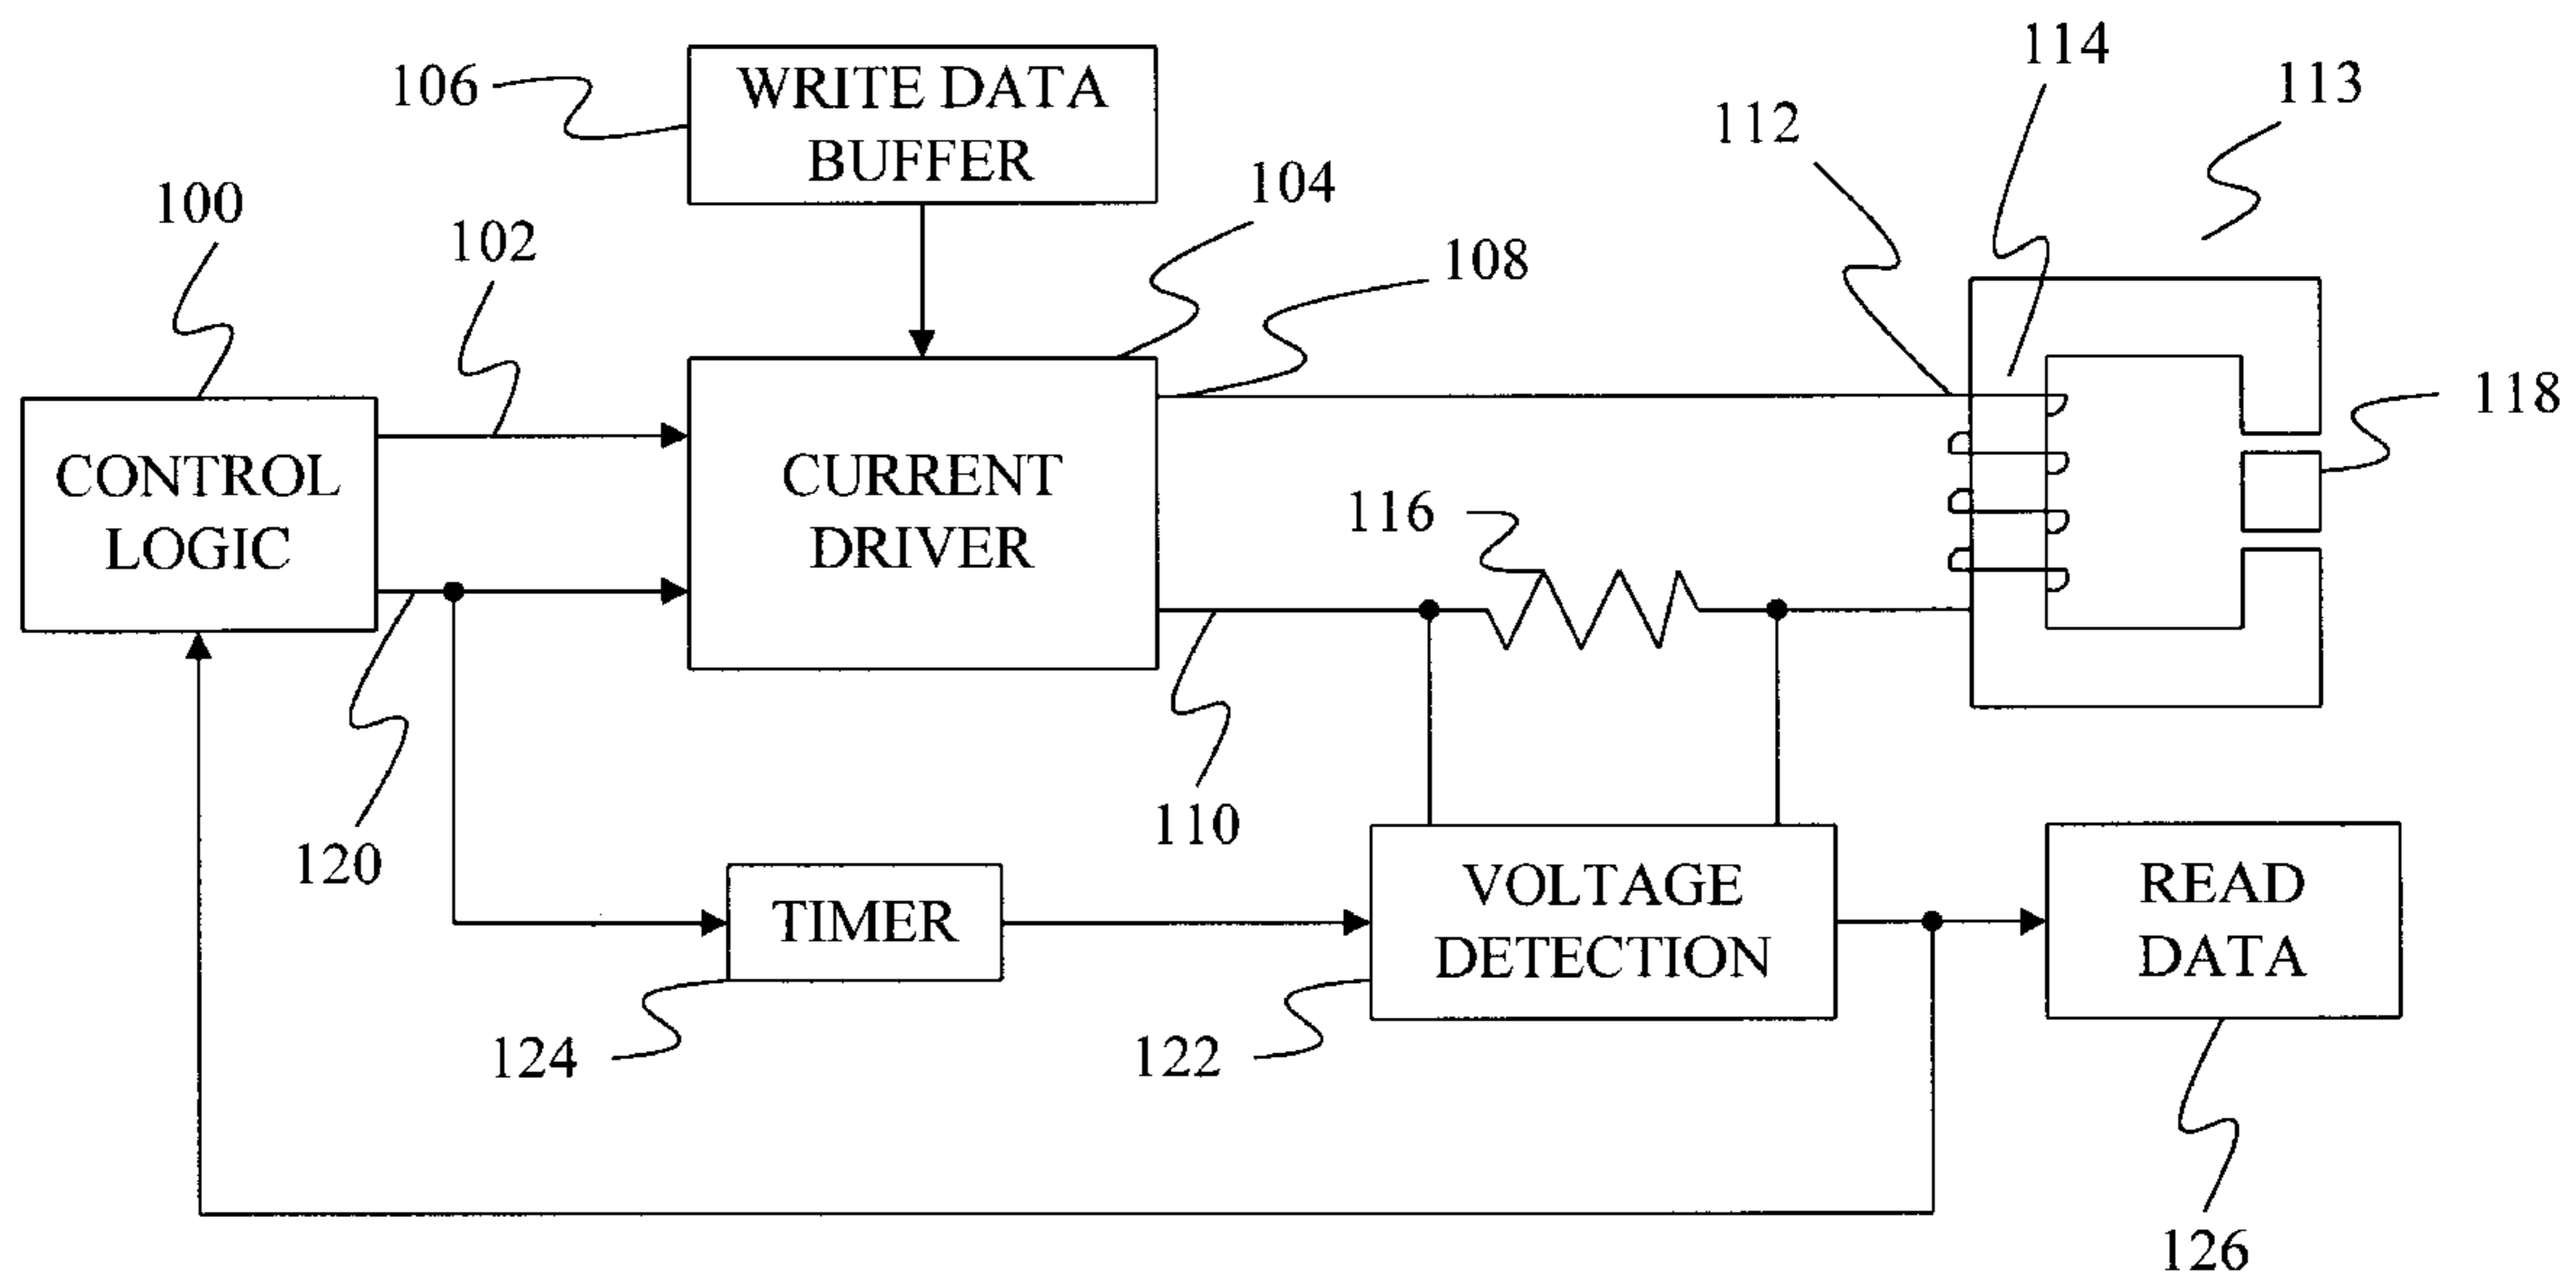 114
113
106
WRITE DATA
BUFFER
112
104
100
102
108
118
CONTROL
LOGIC
CURRENT
DRIVER
116
110
120
TIMER
VOLTAGE
DETECTION
READ
DATA
124
122
126